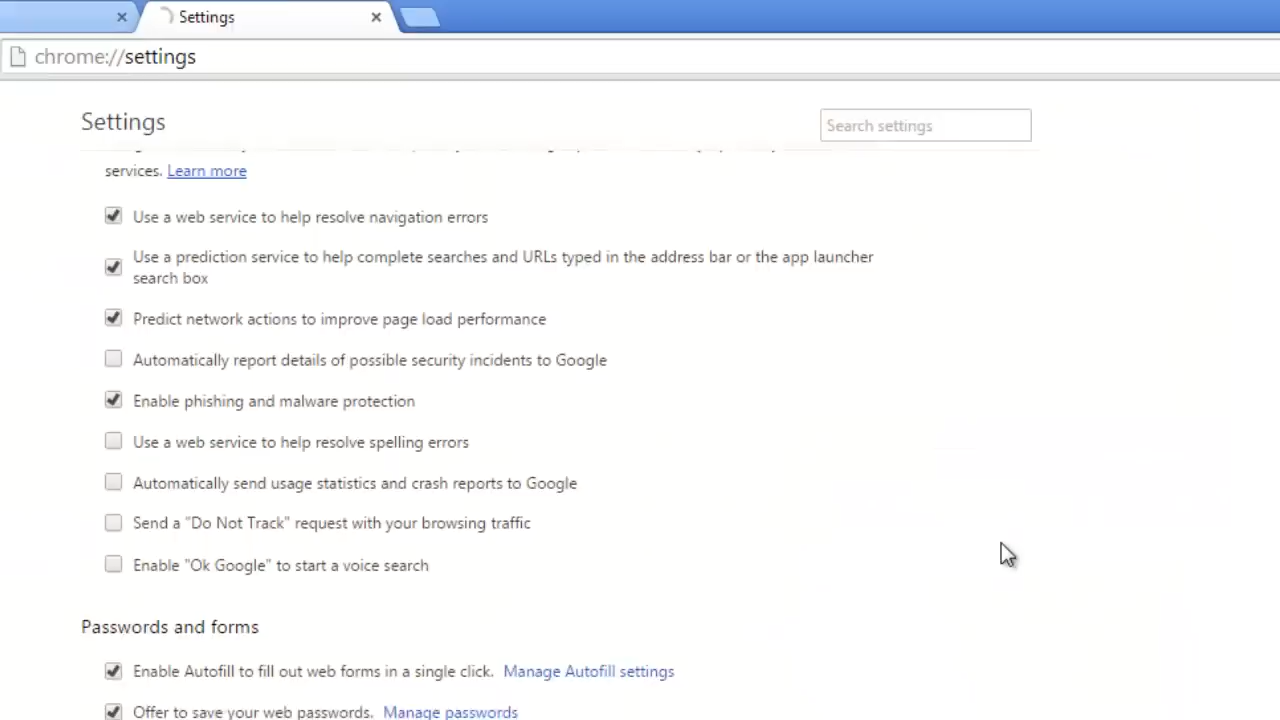 Settings
chrome://settings
Settings
Search settings
services. Learn more
Use a web service to help resolve navigation errors
Use a prediction service to help complete searches and URLs typed in the address bar or the app launcher
search box
Predict network actions to improve page load performance
Automatically report details of possible security incidents to Google
Enable phishing and malware protection
Use a web service to help resolve spelling errors
Automatically send usage statistics and crash reports to Google
Send a "Do Not Track" request with your browsing traffic
Enable "Ok Google" to start a voice search
Passwords and forms
Enable Autofill to fill out web forms in a single click. Manage Autofill settings
Offer to save your web passwords. Manage passwords